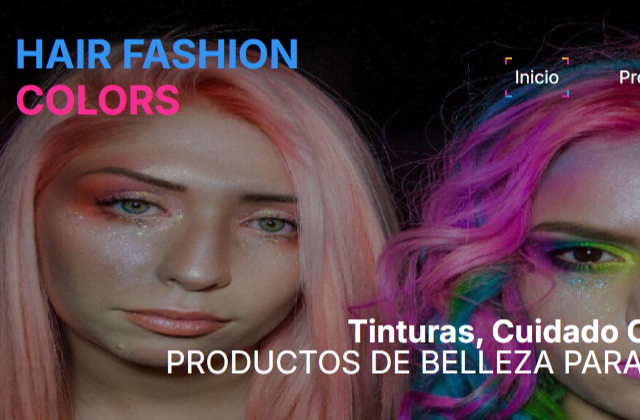 HAIR FASHION
COLORS
Inicio
Tinturas, Cuidado
PRODUCTOS DE BELLEZA PARA